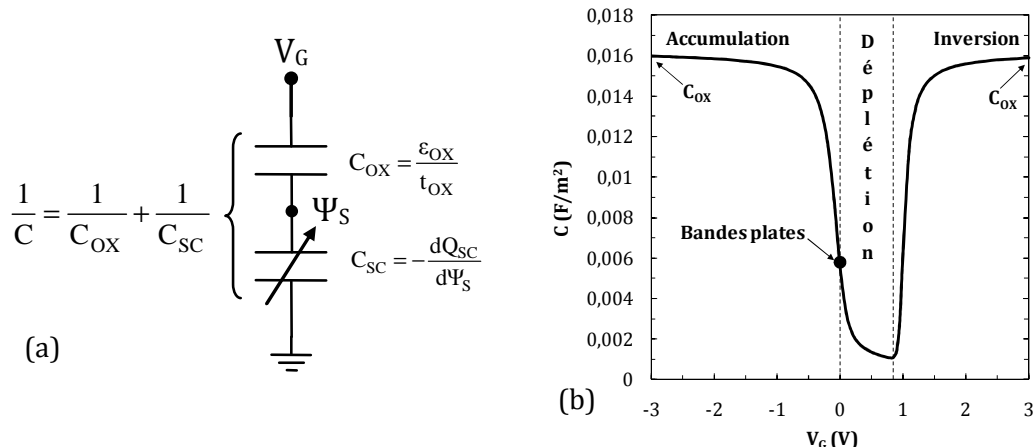 V_G
C_OX = ε_OX / t_OX
1/C = 1/C_OX + 1/C_SC
Ψ_S
C_SC = - dQ_SC / dΨ_S
(a)
0,018
0,016
0,014
0,012
0,01
0,008
0,006
0,004
0,002
0
C (F/m²)
Accumulation
Déplétion
Inversion
C_OX
C_OX
Bandes plates
-3 -2 -1 0 1 2 3
V_G (V)
(b)